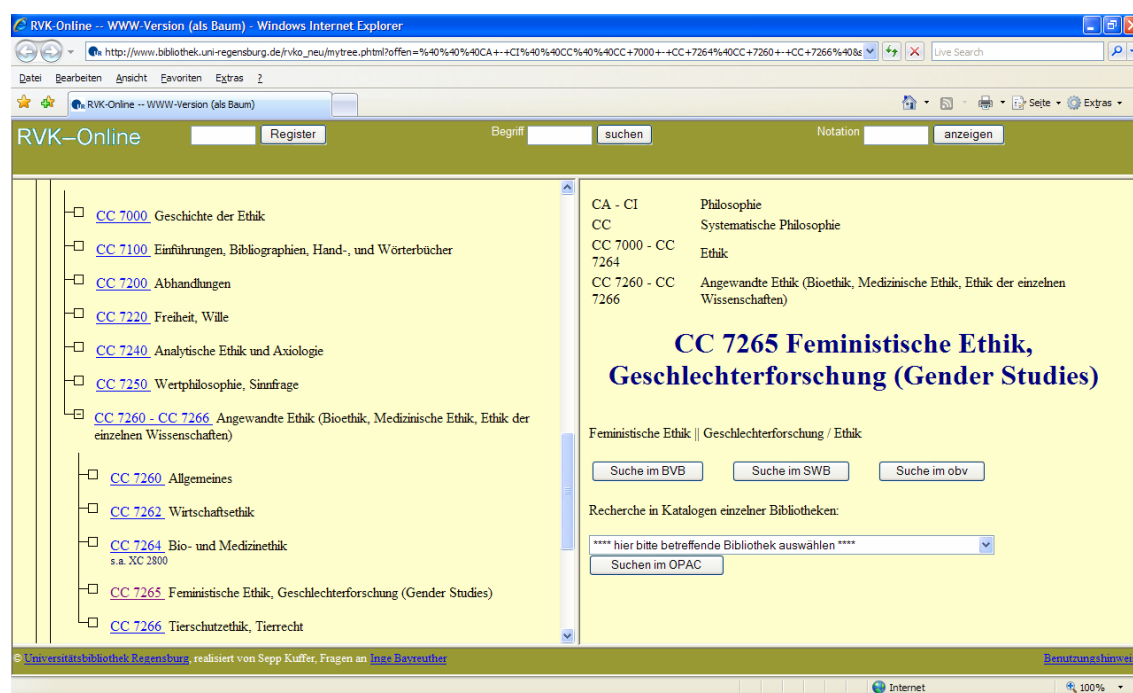 RVK-Online -- WWW-Version (als Baum) - Windows Internet Explorer
http://www.bibliothek.uni-regensburg.de/rvko_neu/mytree.phtml?offen=%40%40%40CA+-+CI%40%40CC%40%40CC+7000+-+CC+7264%40CC+7260+-+CC+7266%40&s
Live Search
Datei Bearbeiten Ansicht Favoriten Extras ?
RVK-Online -- WWW-Version (als Baum)
Seite Extras
RVK–Online
Register
Begriff
suchen
Notation
anzeigen
CC 7000 Geschichte der Ethik
CC 7100 Einführungen, Bibliographien, Hand-, und Wörterbücher
CC 7200 Abhandlungen
CC 7220 Freiheit, Wille
CC 7240 Analytische Ethik und Axiologie
CC 7250 Wertphilosophie, Sinnfrage
CC 7260 - CC 7266 Angewandte Ethik (Bioethik, Medizinische Ethik, Ethik der
einzelnen Wissenschaften)
CC 7260 Allgemeines
CC 7262 Wirtschaftsethik
CC 7264 Bio- und Medizinethik
s.a. XC 2800
CC 7265 Feministische Ethik, Geschlechterforschung (Gender Studies)
CC 7266 Tierschutzethik, Tierrecht
CA - CI Philosophie
CC Systematische Philosophie
CC 7000 - CC
7264
Ethik
CC 7260 - CC
7266
Angewandte Ethik (Bioethik, Medizinische Ethik, Ethik der einzelnen
Wissenschaften)
CC 7265 Feministische Ethik,
Geschlechterforschung (Gender Studies)
Feministische Ethik || Geschlechterforschung / Ethik
Suche im BVB
Suche im SWB
Suche im obv
Recherche in Katalogen einzelner Bibliotheken:
**** hier bitte betreffende Bibliothek auswählen ****
Suchen im OPAC
© Universitätsbibliothek Regensburg, realisiert von Sepp Kuffer, Fragen an Inge Bayreuther
Benutzungshinwei
Internet
100%